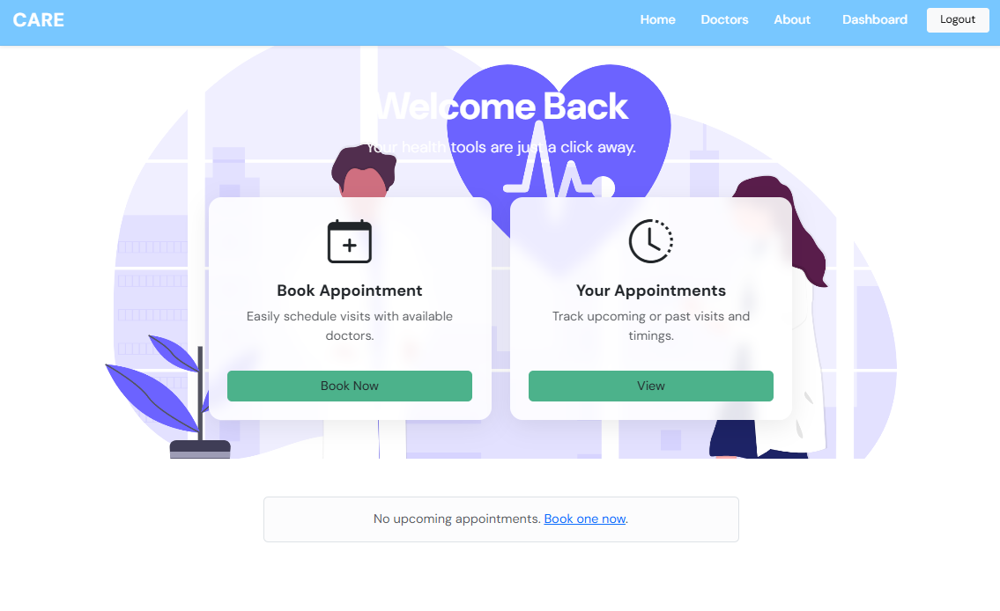 CARE
Home Doctors About Dashboard Logout
Welcome Back
Your health tools are just a click away.
Book Appointment
Easily schedule visits with available
doctors.
Book Now
Your Appointments
Track upcoming or past visits and
timings.
View
No upcoming appointments. Book one now.